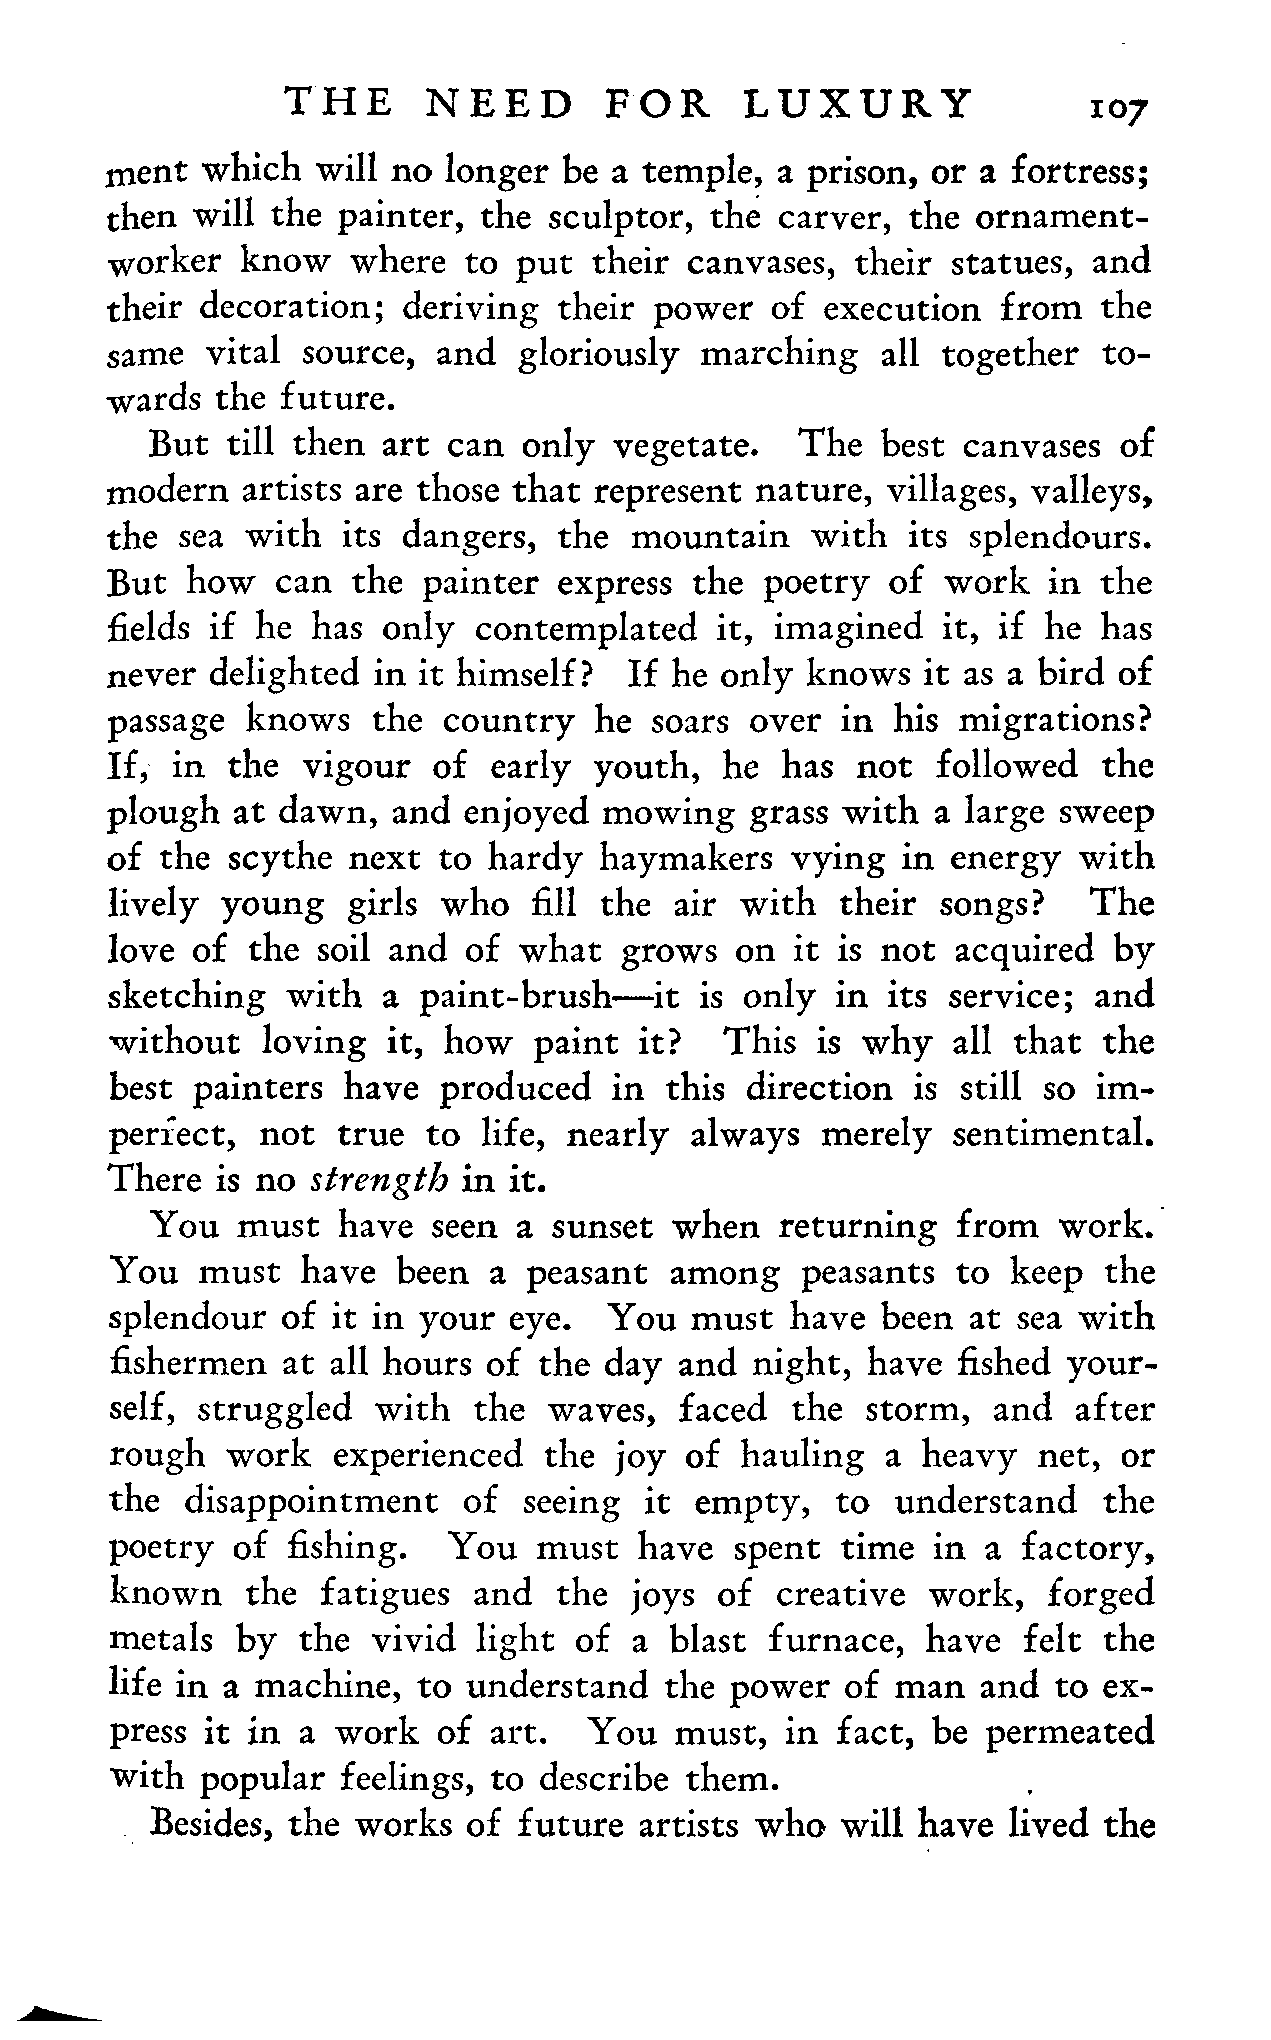 THE NEED FOR LUXURY 107
ment which will no longer be a temple, a prison, or a fortress;
then will the painter, the sculptor, the carver, the ornament-
worker know where to put their canvases, their statues, and
their decoration; deriving their power of execution from the
same vital source, and gloriously marching all together to-
wards the future.
But till then art can only vegetate. The best canvases of
modern artists are those that represent nature, villages, valleys,
the sea with its dangers, the mountain with its splendours.
But how can the painter express the poetry of work in the
fields if he has only contemplated it, imagined it, if he has
never delighted in it himself? If he only knows it as a bird of
passage knows the country he soars over in his migrations?
If, in the vigour of early youth, he has not followed the
plough at dawn, and enjoyed mowing grass with a large sweep
of the scythe next to hardy haymakers vying in energy with
lively young girls who fill the air with their songs? The
love of the soil and of what grows on it is not acquired by
sketching with a paint-brush—it is only in its service; and
without loving it, how paint it? This is why all that the
best painters have produced in this direction is still so im-
perfect, not true to life, nearly always merely sentimental.
There is no strength in it.
You must have seen a sunset when returning from work.
You must have been a peasant among peasants to keep the
splendour of it in your eye. You must have been at sea with
fishermen at all hours of the day and night, have fished your-
self, struggled with the waves, faced the storm, and after
rough work experienced the joy of hauling a heavy net, or
the disappointment of seeing it empty, to understand the
poetry of fishing. You must have spent time in a factory,
known the fatigues and the joys of creative work, forged
metals by the vivid light of a blast furnace, have felt the
life in a machine, to understand the power of man and to ex-
press it in a work of art. You must, in fact, be permeated
with popular feelings, to describe them.
Besides, the works of future artists who will have lived the